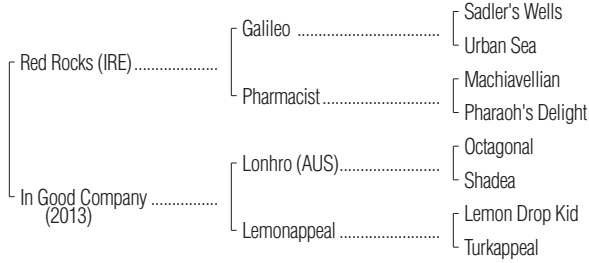 Sadler's Wells
Galileo ................................
Urban Sea
Red Rocks (IRE)...................
Machiavellian
Pharmacist..........................
Pharaoh's Delight
Octagonal
Lonhro (AUS)......................
Shadea
In Good Company ...............
(2013)
Lemon Drop Kid
Lemonappeal ......................
Turkappeal